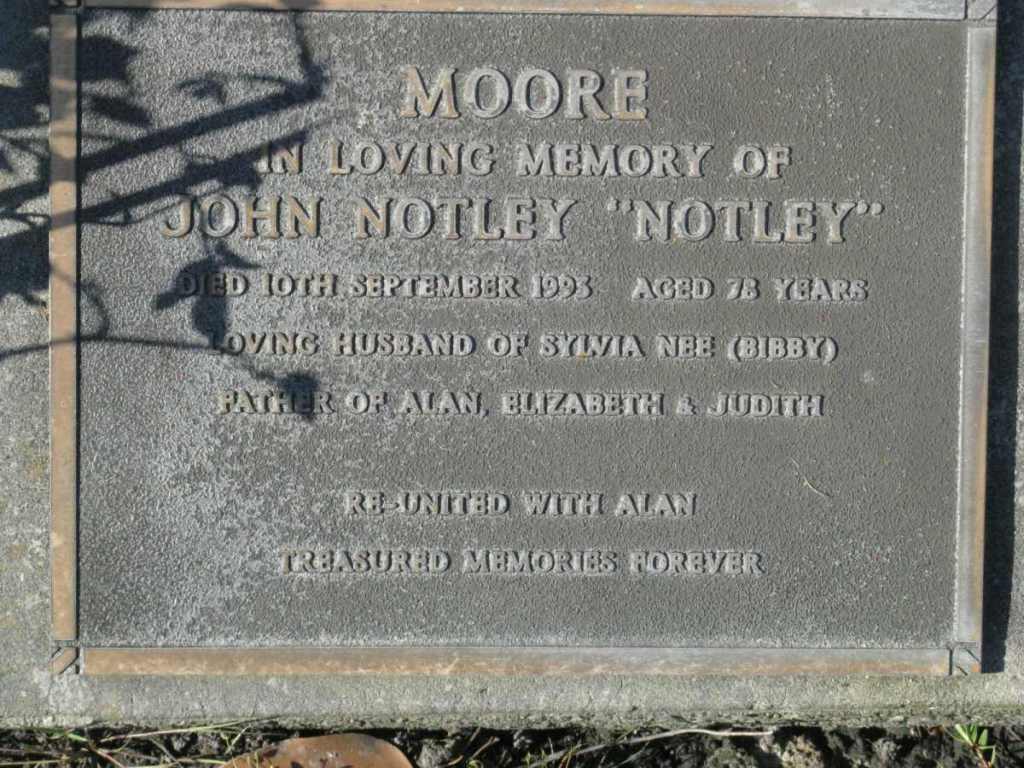 MOORE
IN LOVING MEMORY OF
JOHN NOTLEY "NOTLEY"
DIED 10TH SEPTEMBER 1993 AGED 78 YEARS
LOVING HUSBAND OF SYLVIA NEE (BIBBY)
FATHER OF ALAN, ELIZABETH & JUDITH
RE-UNITED WITH ALAN
TREASURED MEMORIES FOREVER